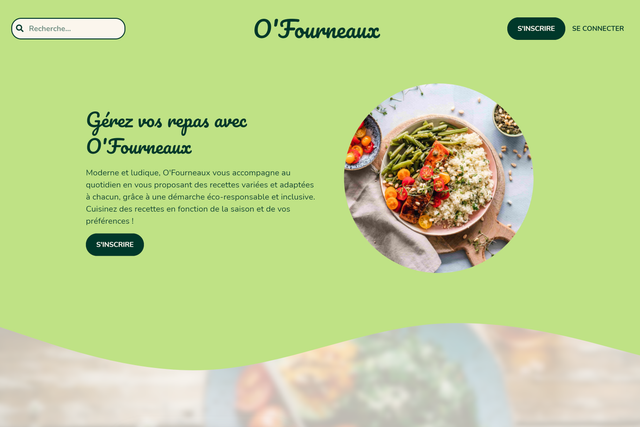 Recherche...
O'Fourneaux
S'INSCRIRE
SE CONNECTER
Gérez vos repas avec
O'Fourneaux
Moderne et ludique, O'Fourneaux vous accompagne au
quotidien en vous proposant des recettes variées et adaptées
à chacun, grâce à une démarche éco-responsable et inclusive.
Cuisinez des recettes en fonction de la saison et de vos
préférences !
S'INSCRIRE